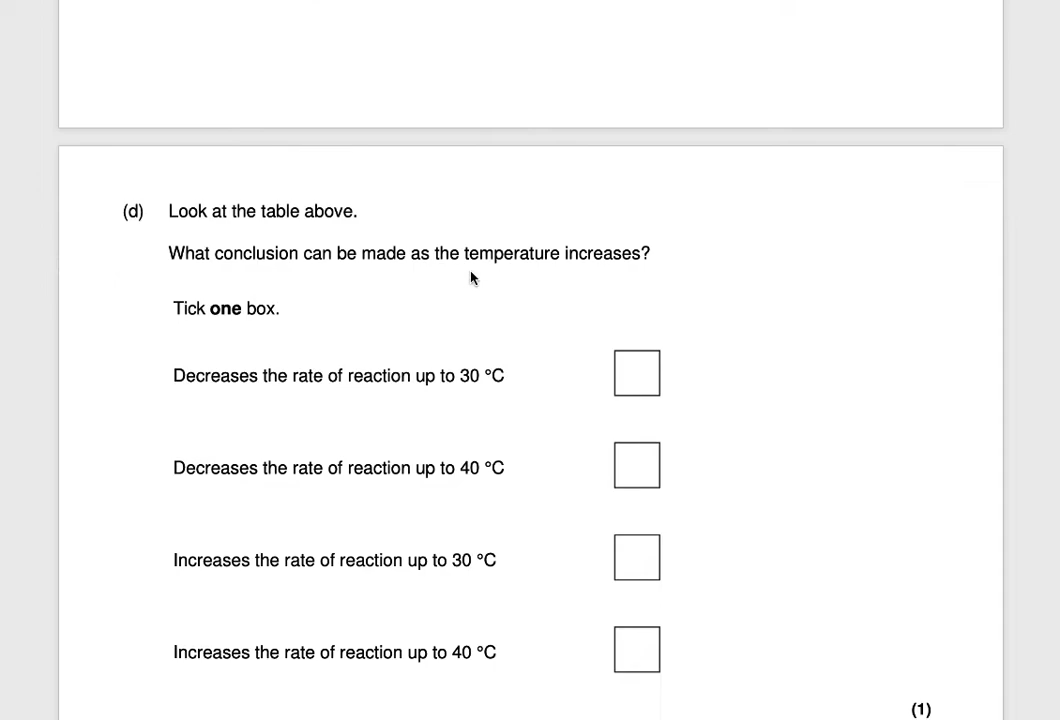 (d) Look at the table above.
What conclusion can be made as the temperature increases?
Tick one box.
Decreases the rate of reaction up to 30 °C
Decreases the rate of reaction up to 40 °C
Increases the rate of reaction up to 30 °C
Increases the rate of reaction up to 40 °C
(1)